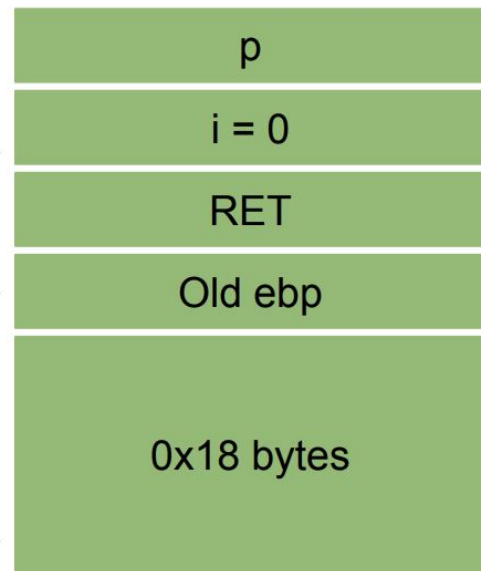 p
i = 0
RET
Old ebp
0x18 bytes